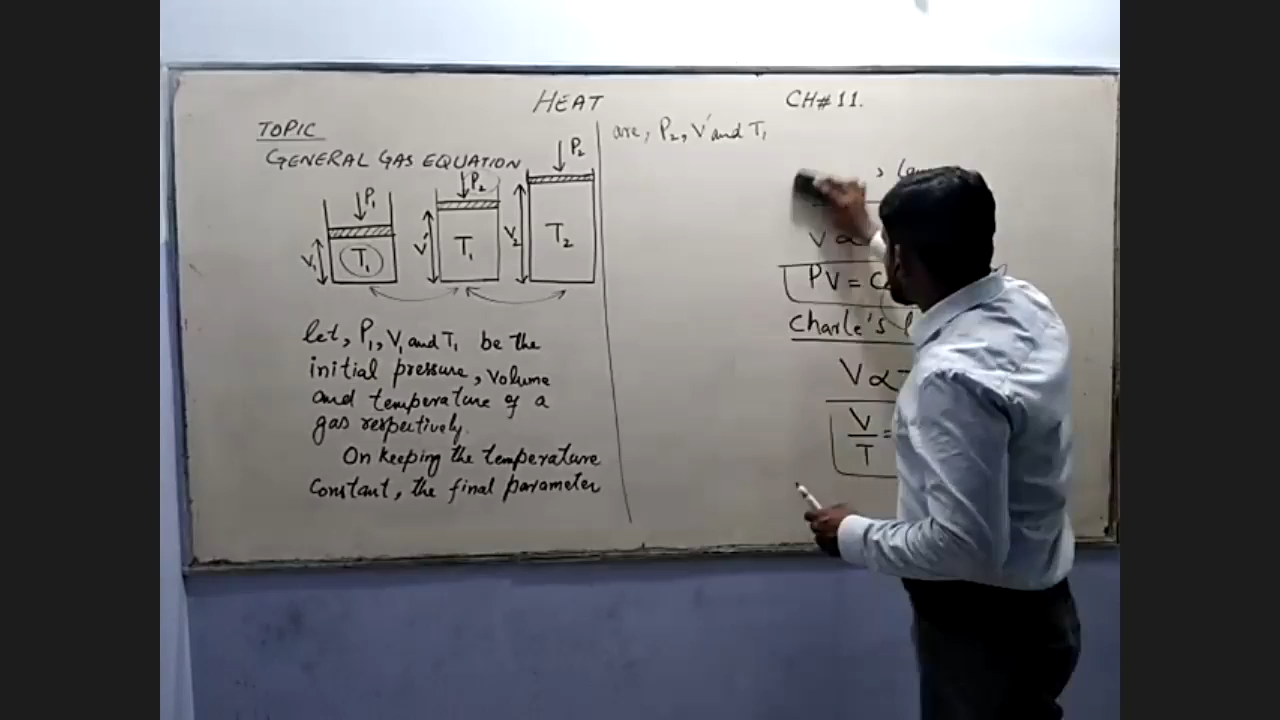 HEAT
CH# 11.
TOPIC
GENERAL GAS EQUATION
P₁
P₂
P₂
V₁
T₁
V'
T₁
V₂
T₂
let, P₁, V₁ and T₁ be the
initial pressure, volume
and temperature of a
gas respectively.
On keeping the temperature
Constant, the final parameter
are, P₂, V' and T₁
V ∝
PV = C
Charle's
V ∝ T
V/T =